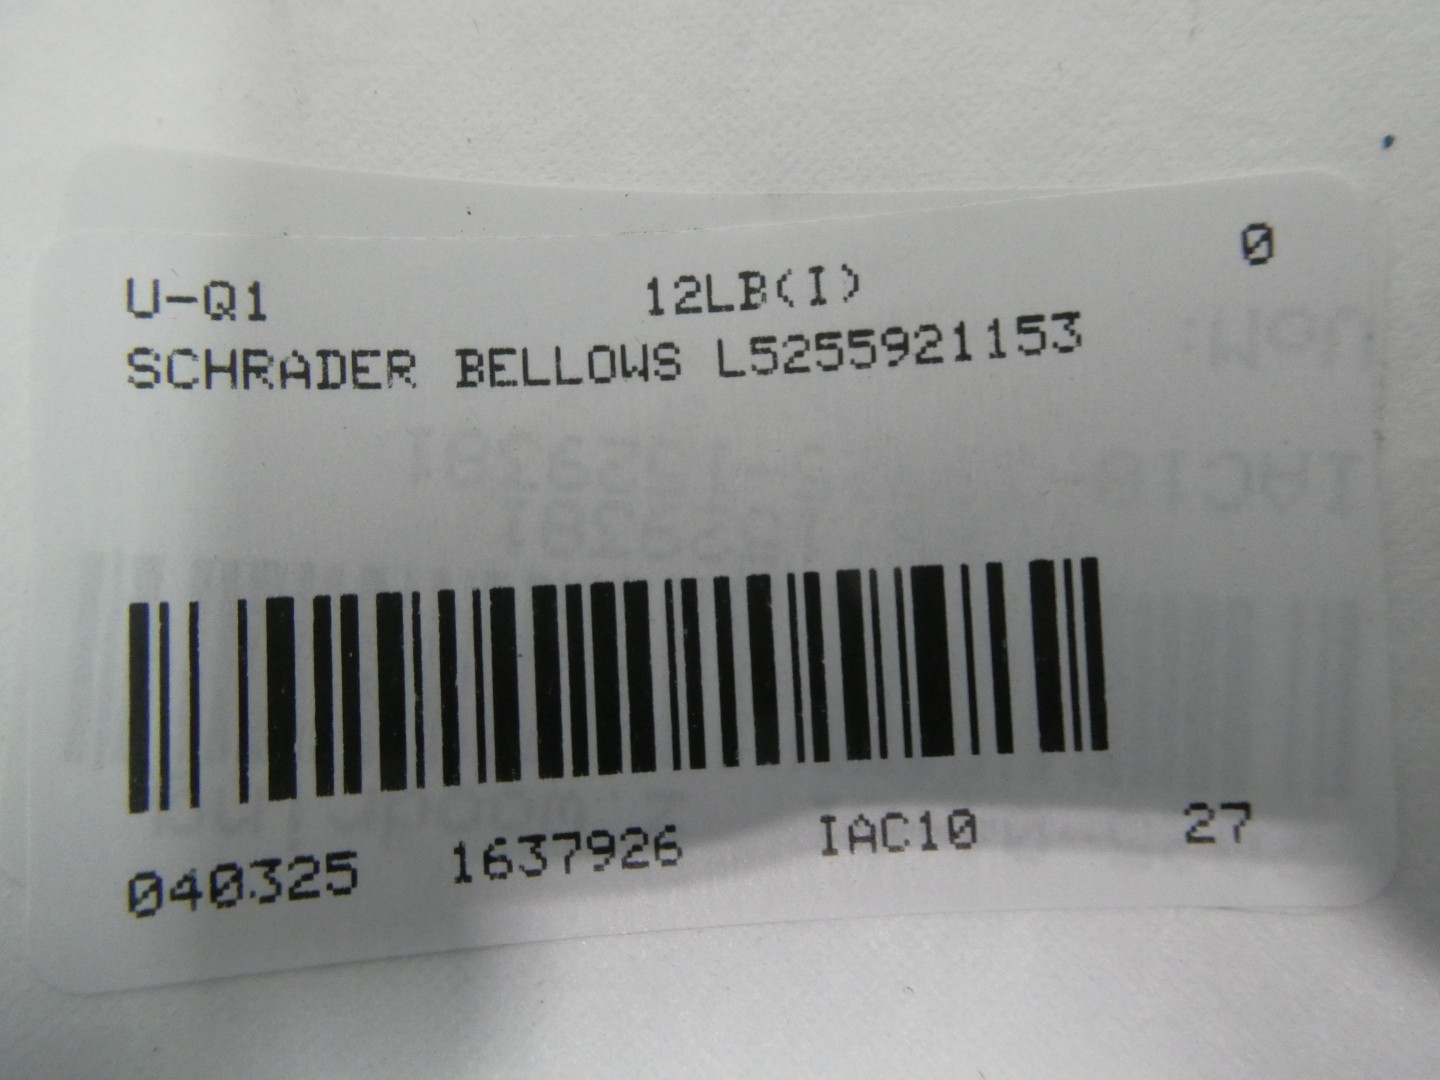 U-Q1 12LB(I) 0
SCHRADER BELLOWS L5255921153
040325 1637926 IAC10 27